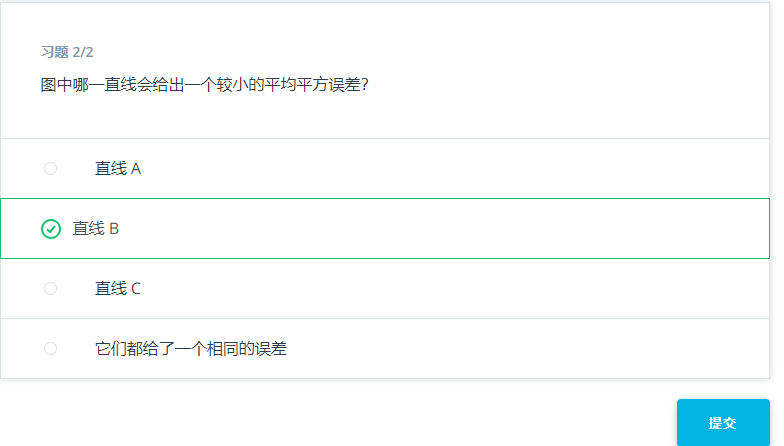 习题 2/2
图中哪一直线会给出一个较小的平均平方误差？
直线 A
直线 B
直线 C
它们都给了一个相同的误差
提交